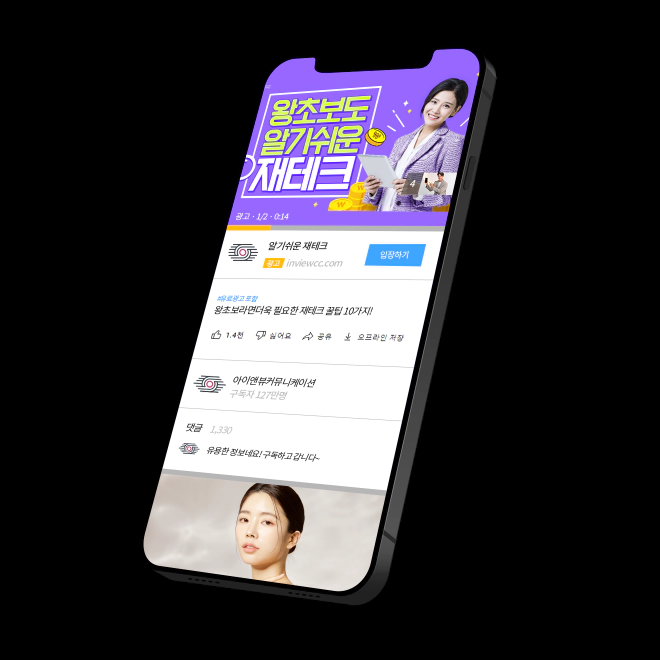 왕초보도
알기쉬운
재테크
4
광고 · 1/2 · 0:14
알기쉬운 재테크
광고 inviewcc.com
입장하기
#유료광고 포함
왕초보라면더욱 필요한 재테크 꿀팁 10가지!
1.4천 싫어요 공유 오프라인 저장
아이앤뷰커뮤니케이션
구독자 127만명
댓글 1,330
유용한 정보네요! 구독하고 갑니다~